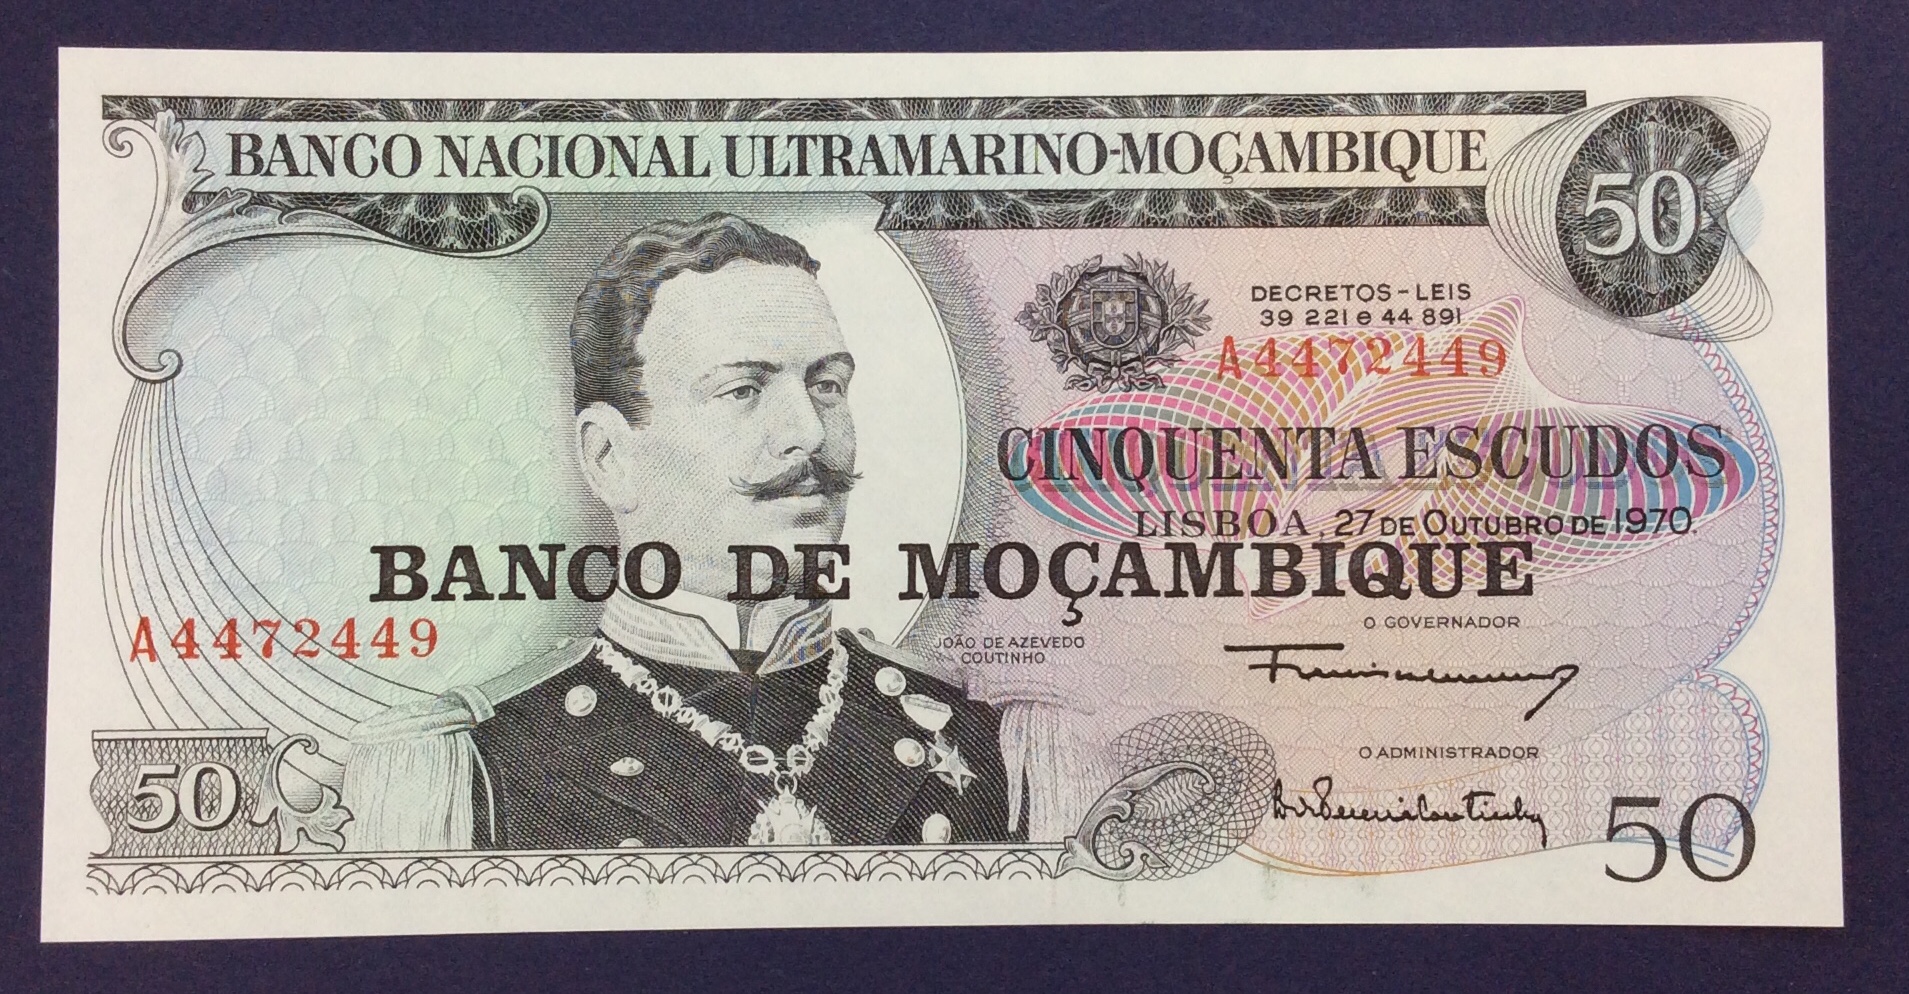 BANCO NACIONAL ULTRAMARINO-MOÇAMBIQUE
50
DECRETOS-LEIS
39 221 e 44 891
A4472449
CINQUENTA ESCUDOS
LISBOA, 27 DE OUTUBRO DE 1970.
BANCO DE MOÇAMBIQUE
A4472449
JOÃO DE AZEVEDO
COUTINHO
O GOVERNADOR
O ADMINISTRADOR
50
50